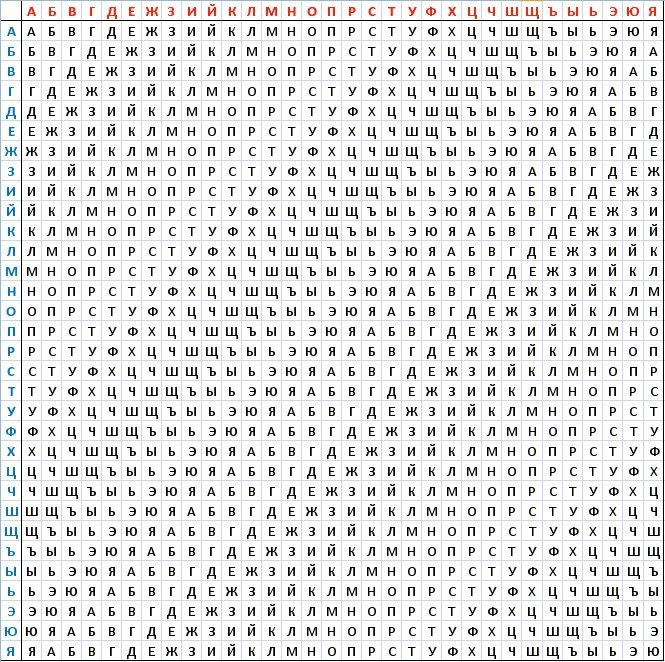 А Б В Г Д Е Ж З И Й К Л М Н О П Р С Т У Ф Х Ц Ч Ш Щ Ъ Ы Ь Э Ю Я
А А Б В Г Д Е Ж З И Й К Л М Н О П Р С Т У Ф Х Ц Ч Ш Щ Ъ Ы Ь Э Ю Я
Б Б В Г Д Е Ж З И Й К Л М Н О П Р С Т У Ф Х Ц Ч Ш Щ Ъ Ы Ь Э Ю Я А
В В Г Д Е Ж З И Й К Л М Н О П Р С Т У Ф Х Ц Ч Ш Щ Ъ Ы Ь Э Ю Я А Б
Г Г Д Е Ж З И Й К Л М Н О П Р С Т У Ф Х Ц Ч Ш Щ Ъ Ы Ь Э Ю Я А Б В
Д Д Е Ж З И Й К Л М Н О П Р С Т У Ф Х Ц Ч Ш Щ Ъ Ы Ь Э Ю Я А Б В Г
Е Е Ж З И Й К Л М Н О П Р С Т У Ф Х Ц Ч Ш Щ Ъ Ы Ь Э Ю Я А Б В Г Д
Ж Ж З И Й К Л М Н О П Р С Т У Ф Х Ц Ч Ш Щ Ъ Ы Ь Э Ю Я А Б В Г Д Е
З З И Й К Л М Н О П Р С Т У Ф Х Ц Ч Ш Щ Ъ Ы Ь Э Ю Я А Б В Г Д Е Ж
И И Й К Л М Н О П Р С Т У Ф Х Ц Ч Ш Щ Ъ Ы Ь Э Ю Я А Б В Г Д Е Ж З
Й Й К Л М Н О П Р С Т У Ф Х Ц Ч Ш Щ Ъ Ы Ь Э Ю Я А Б В Г Д Е Ж З И
К К Л М Н О П Р С Т У Ф Х Ц Ч Ш Щ Ъ Ы Ь Э Ю Я А Б В Г Д Е Ж З И Й
Л Л М Н О П Р С Т У Ф Х Ц Ч Ш Щ Ъ Ы Ь Э Ю Я А Б В Г Д Е Ж З И Й К
М М Н О П Р С Т У Ф Х Ц Ч Ш Щ Ъ Ы Ь Э Ю Я А Б В Г Д Е Ж З И Й К Л
Н Н О П Р С Т У Ф Х Ц Ч Ш Щ Ъ Ы Ь Э Ю Я А Б В Г Д Е Ж З И Й К Л М
О О П Р С Т У Ф Х Ц Ч Ш Щ Ъ Ы Ь Э Ю Я А Б В Г Д Е Ж З И Й К Л М Н
П П Р С Т У Ф Х Ц Ч Ш Щ Ъ Ы Ь Э Ю Я А Б В Г Д Е Ж З И Й К Л М Н О
Р Р С Т У Ф Х Ц Ч Ш Щ Ъ Ы Ь Э Ю Я А Б В Г Д Е Ж З И Й К Л М Н О П
С С Т У Ф Х Ц Ч Ш Щ Ъ Ы Ь Э Ю Я А Б В Г Д Е Ж З И Й К Л М Н О П Р
Т Т У Ф Х Ц Ч Ш Щ Ъ Ы Ь Э Ю Я А Б В Г Д Е Ж З И Й К Л М Н О П Р С
У У Ф Х Ц Ч Ш Щ Ъ Ы Ь Э Ю Я А Б В Г Д Е Ж З И Й К Л М Н О П Р С Т
Ф Ф Х Ц Ч Ш Щ Ъ Ы Ь Э Ю Я А Б В Г Д Е Ж З И Й К Л М Н О П Р С Т У
Х Х Ц Ч Ш Щ Ъ Ы Ь Э Ю Я А Б В Г Д Е Ж З И Й К Л М Н О П Р С Т У Ф
Ц Ц Ч Ш Щ Ъ Ы Ь Э Ю Я А Б В Г Д Е Ж З И Й К Л М Н О П Р С Т У Ф Х
Ч Ч Ш Щ Ъ Ы Ь Э Ю Я А Б В Г Д Е Ж З И Й К Л М Н О П Р С Т У Ф Х Ц
Ш Ш Щ Ъ Ы Ь Э Ю Я А Б В Г Д Е Ж З И Й К Л М Н О П Р С Т У Ф Х Ц Ч
Щ Щ Ъ Ы Ь Э Ю Я А Б В Г Д Е Ж З И Й К Л М Н О П Р С Т У Ф Х Ц Ч Ш
Ъ Ъ Ы Ь Э Ю Я А Б В Г Д Е Ж З И Й К Л М Н О П Р С Т У Ф Х Ц Ч Ш Щ
Ы Ы Ь Э Ю Я А Б В Г Д Е Ж З И Й К Л М Н О П Р С Т У Ф Х Ц Ч Ш Щ Ъ
Ь Ь Э Ю Я А Б В Г Д Е Ж З И Й К Л М Н О П Р С Т У Ф Х Ц Ч Ш Щ Ъ Ы
Э Э Ю Я А Б В Г Д Е Ж З И Й К Л М Н О П Р С Т У Ф Х Ц Ч Ш Щ Ъ Ы Ь
Ю Ю Я А Б В Г Д Е Ж З И Й К Л М Н О П Р С Т У Ф Х Ц Ч Ш Щ Ъ Ы Ь Э
Я Я А Б В Г Д Е Ж З И Й К Л М Н О П Р С Т У Ф Х Ц Ч Ш Щ Ъ Ы Ь Э Ю